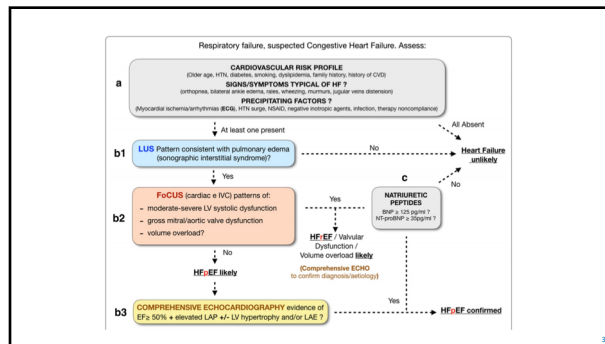 Respiratory failure, suspected Congestive Heart Failure. Assess:
a
CARDIOVASCULAR RISK PROFILE
(Older age, HTN, diabetes, smoking, dyslipidemia, family history, history of CVD)
SIGNS/SYMPTOMS TYPICAL OF HF ?
(orthopnea, bilateral ankle edema, rales, wheezing, murmurs, jugular veins distension)
PRECIPITATING FACTORS ?
(Myocardial ischemia/arrhythmias (ECG), HTN surge, NSAID, negative inotropic agents, infection, therapy noncompliance)
At least one present
All Absent
b1
LUS Pattern consistent with pulmonary edema
(sonographic interstitial syndrome)?
No
Heart Failure
unlikely
Yes
c
No
b2
FoCUS (cardiac e IVC) patterns of:
– moderate-severe LV systolic dysfunction
– gross mitral/aortic valve dysfunction
– volume overload?
Yes
NATRIURETIC
PEPTIDES
BNP ≥ 125 pg/ml ?
NT-proBNP ≥ 35pg/ml ?
HFrEF / Valvular
Dysfunction /
Volume overload likely
(Comprehensive ECHO
to confirm diagnosis/aetiology)
No
HFpEF likely
b3
COMPREHENSIVE ECHOCARDIOGRAPHY evidence of
EF≥ 50% + elevated LAP +/- LV hypertrophy and/or LAE ?
Yes
HFpEF confirmed